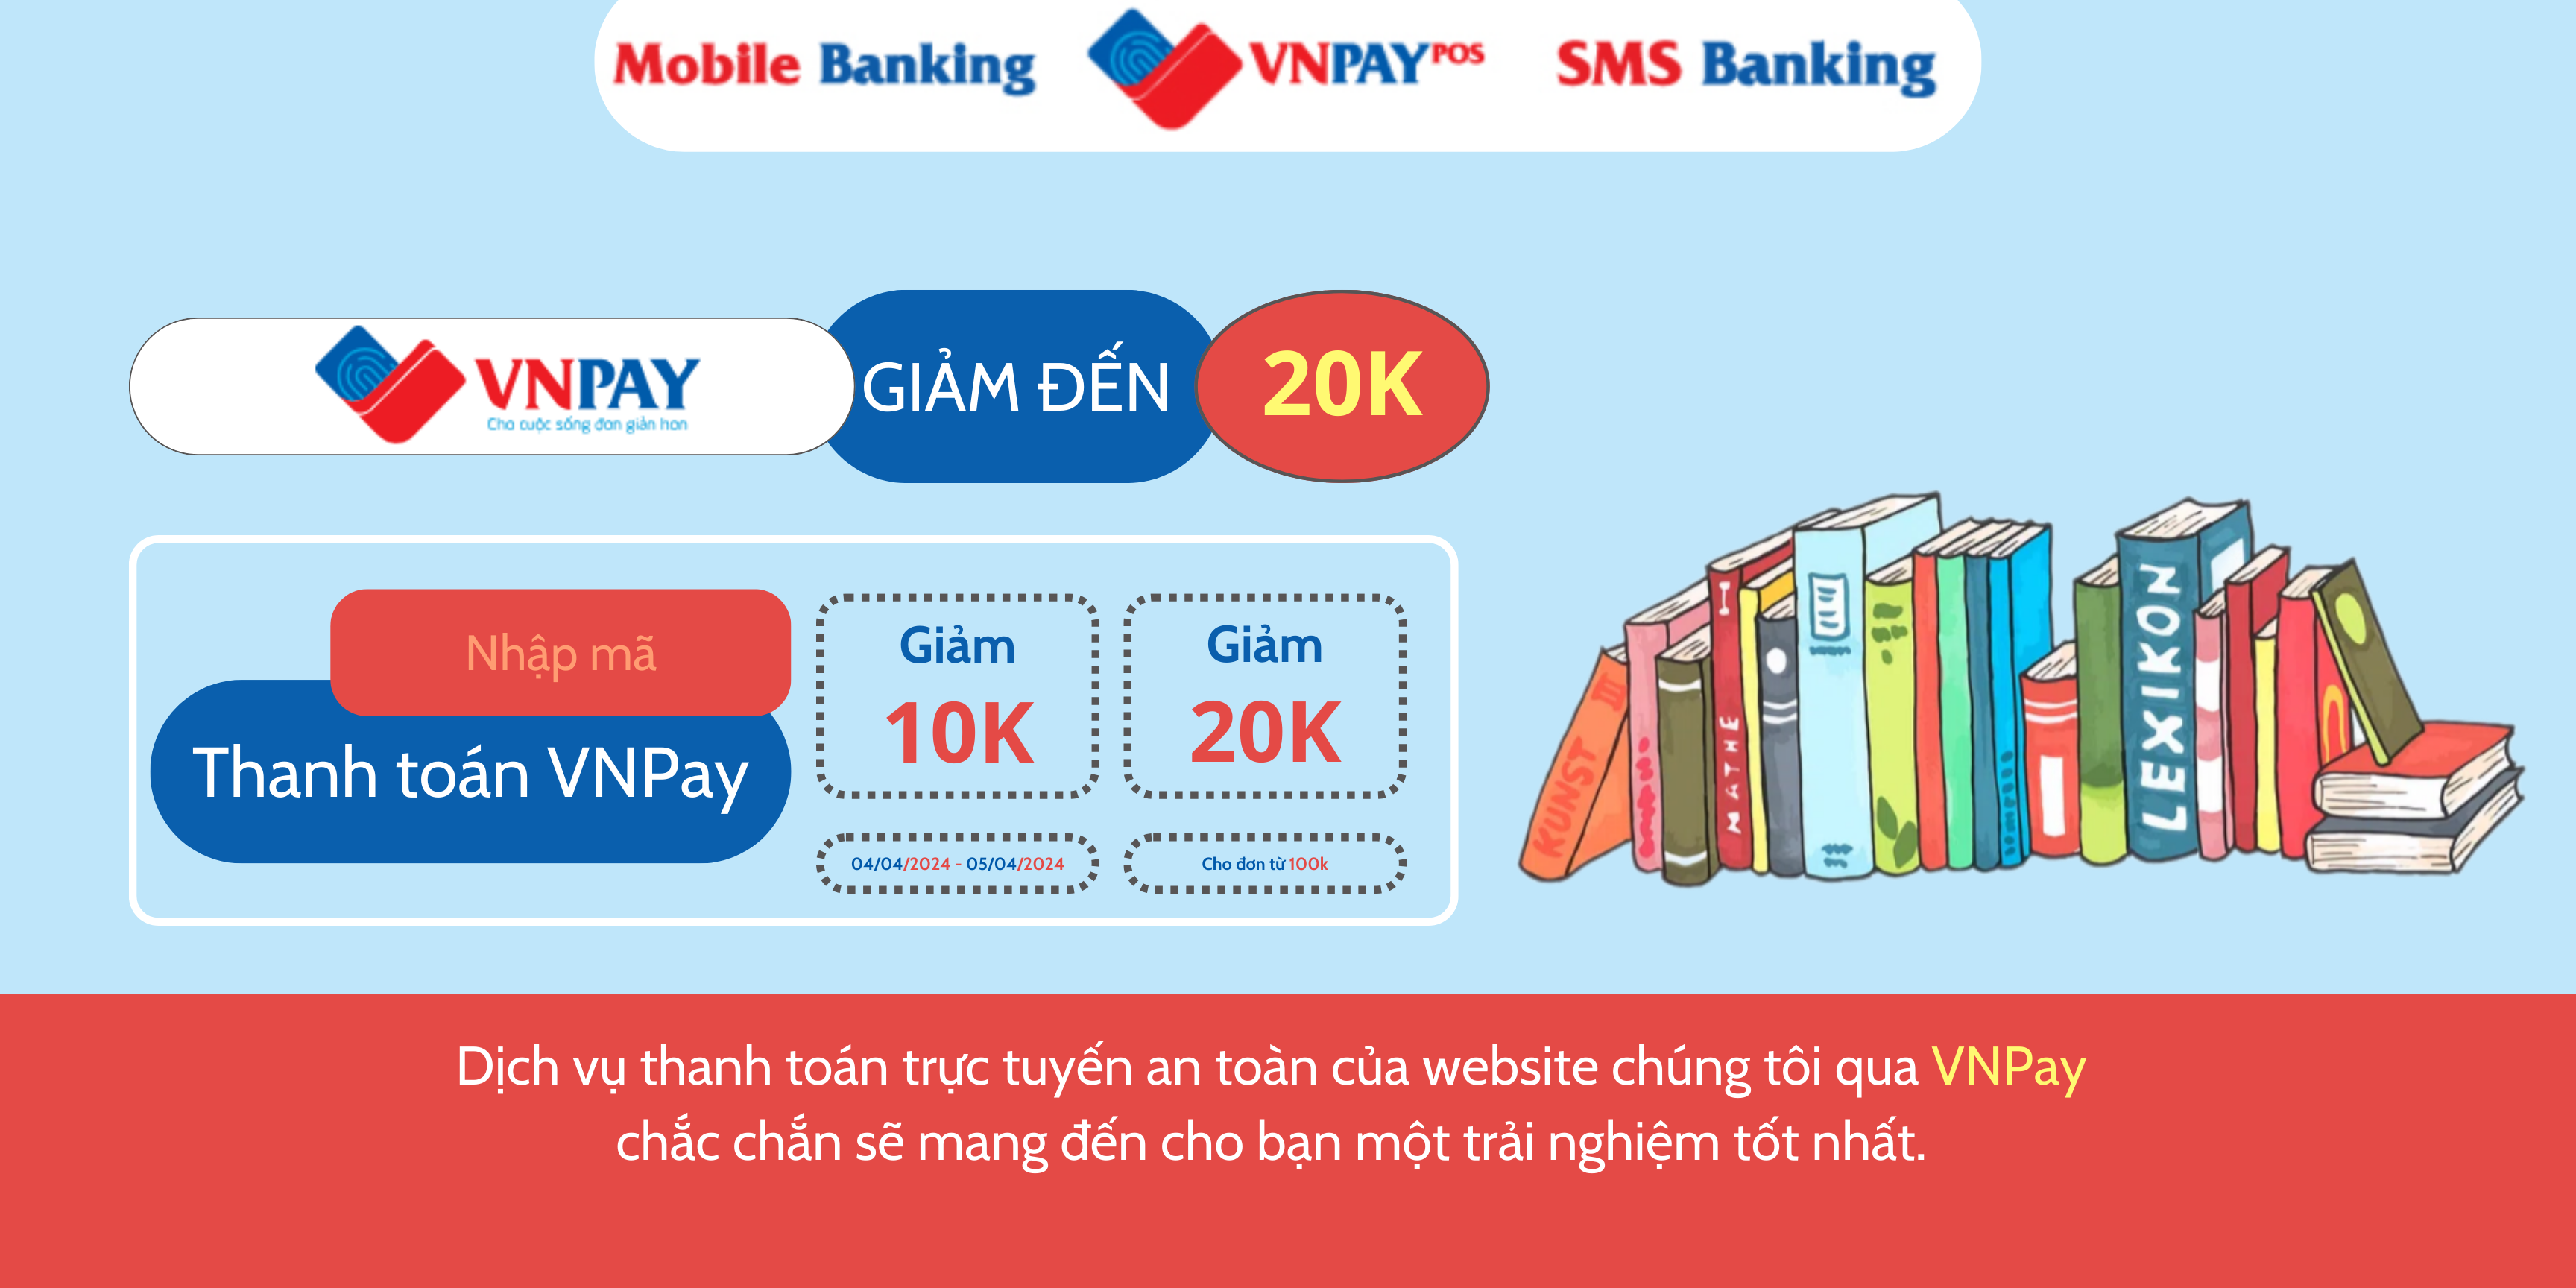 Mobile Banking
VNPAY POS
SMS Banking
VNPAY
Cho cuộc sống đơn giản hơn
GIẢM ĐẾN
20K
Nhập mã
Thanh toán VNPay
Giảm
10K
Giảm
20K
04/04/2024 - 05/04/2024
Cho đơn từ 100k
KUNST
III
MATHE
LEXIKON
Dịch vụ thanh toán trực tuyến an toàn của website chúng tôi qua VNPay
chắc chắn sẽ mang đến cho bạn một trải nghiệm tốt nhất.